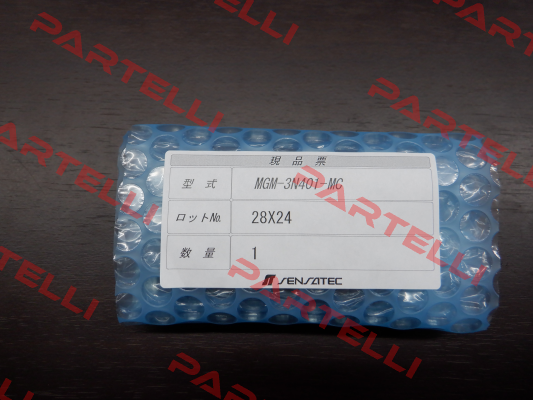 PARTELLI
PARTELLI
現品票
型式 MGM-3N401-MC
ロットNo. 28X24
数量 1
SENSATEC
PARTELLI
PARTELLI
PARTELLI
PARTELLI